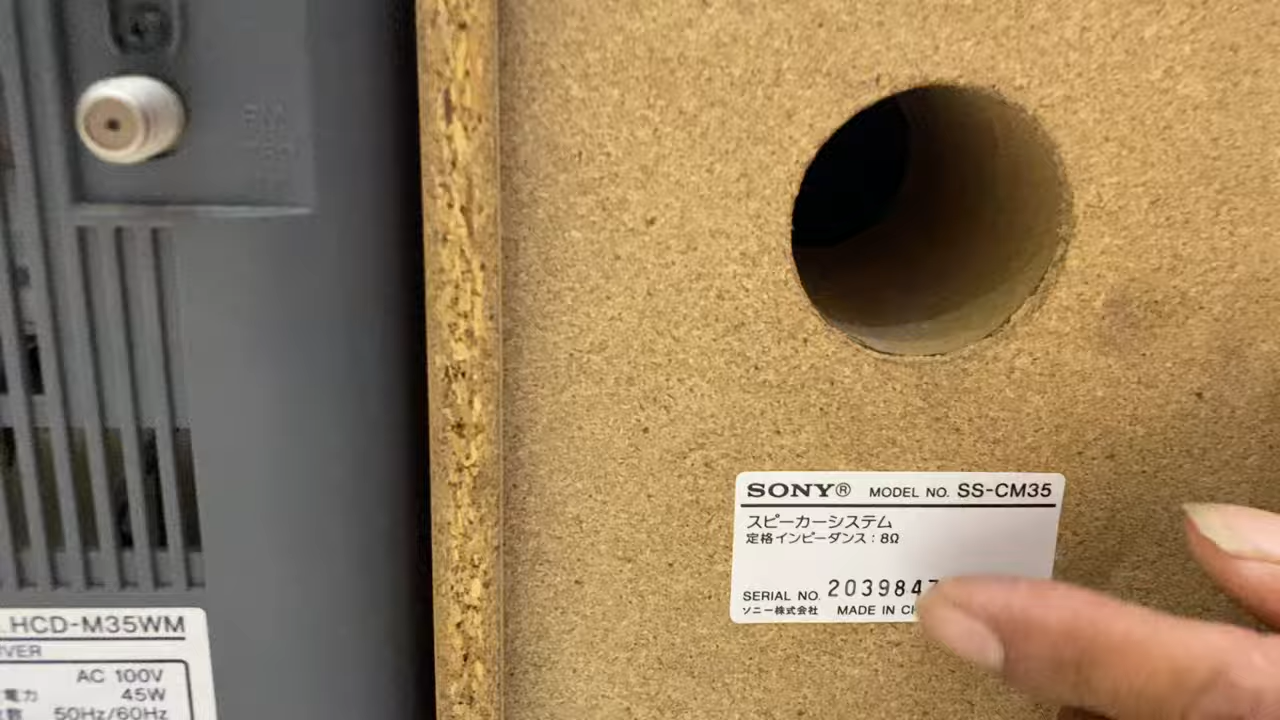 SONY® MODEL NO. SS-CM35
スピーカーシステム
定格インピーダンス：8Ω
SERIAL NO. 203984
ソニー株式会社 MADE IN
HCD-M35WM
AC 100V
電力 45W
50Hz/60Hz